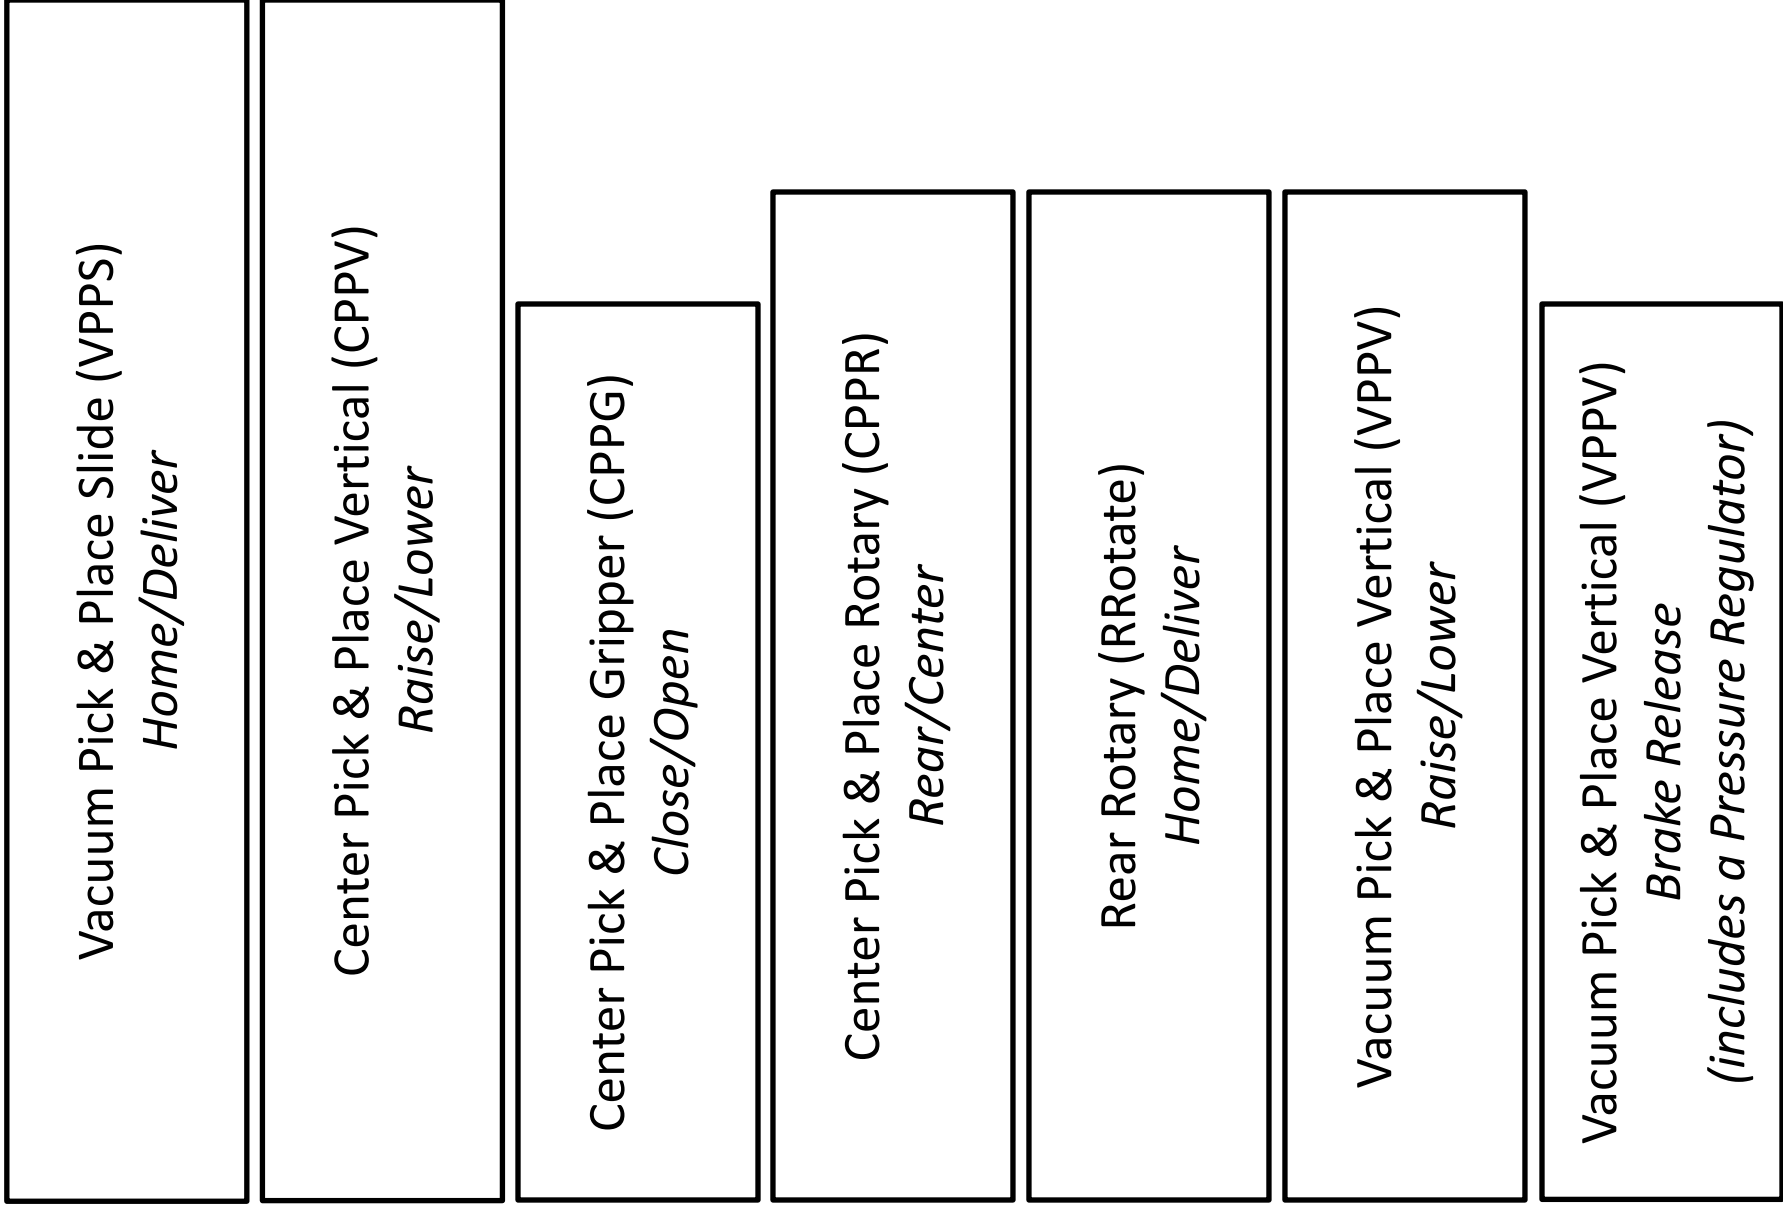 Vacuum Pick & Place Slide (VPPS)
Home/Deliver
Center Pick & Place Vertical (CPPV)
Raise/Lower
Center Pick & Place Gripper (CPPG)
Close/Open
Center Pick & Place Rotary (CPPR)
Rear/Center
Rear Rotary (RRotate)
Home/Deliver
Vacuum Pick & Place Vertical (VPPV)
Raise/Lower
Vacuum Pick & Place Vertical (VPPV)
Brake Release
(includes a Pressure Regulator)